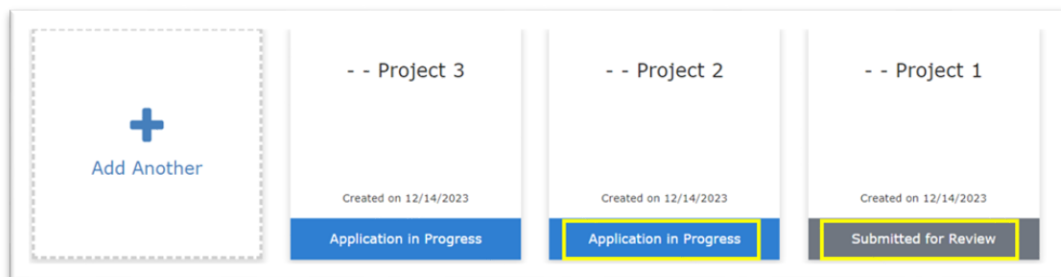 - - Project 3
- - Project 2
- - Project 1
Add Another
Created on 12/14/2023
Created on 12/14/2023
Created on 12/14/2023
Application in Progress
Application in Progress
Submitted for Review